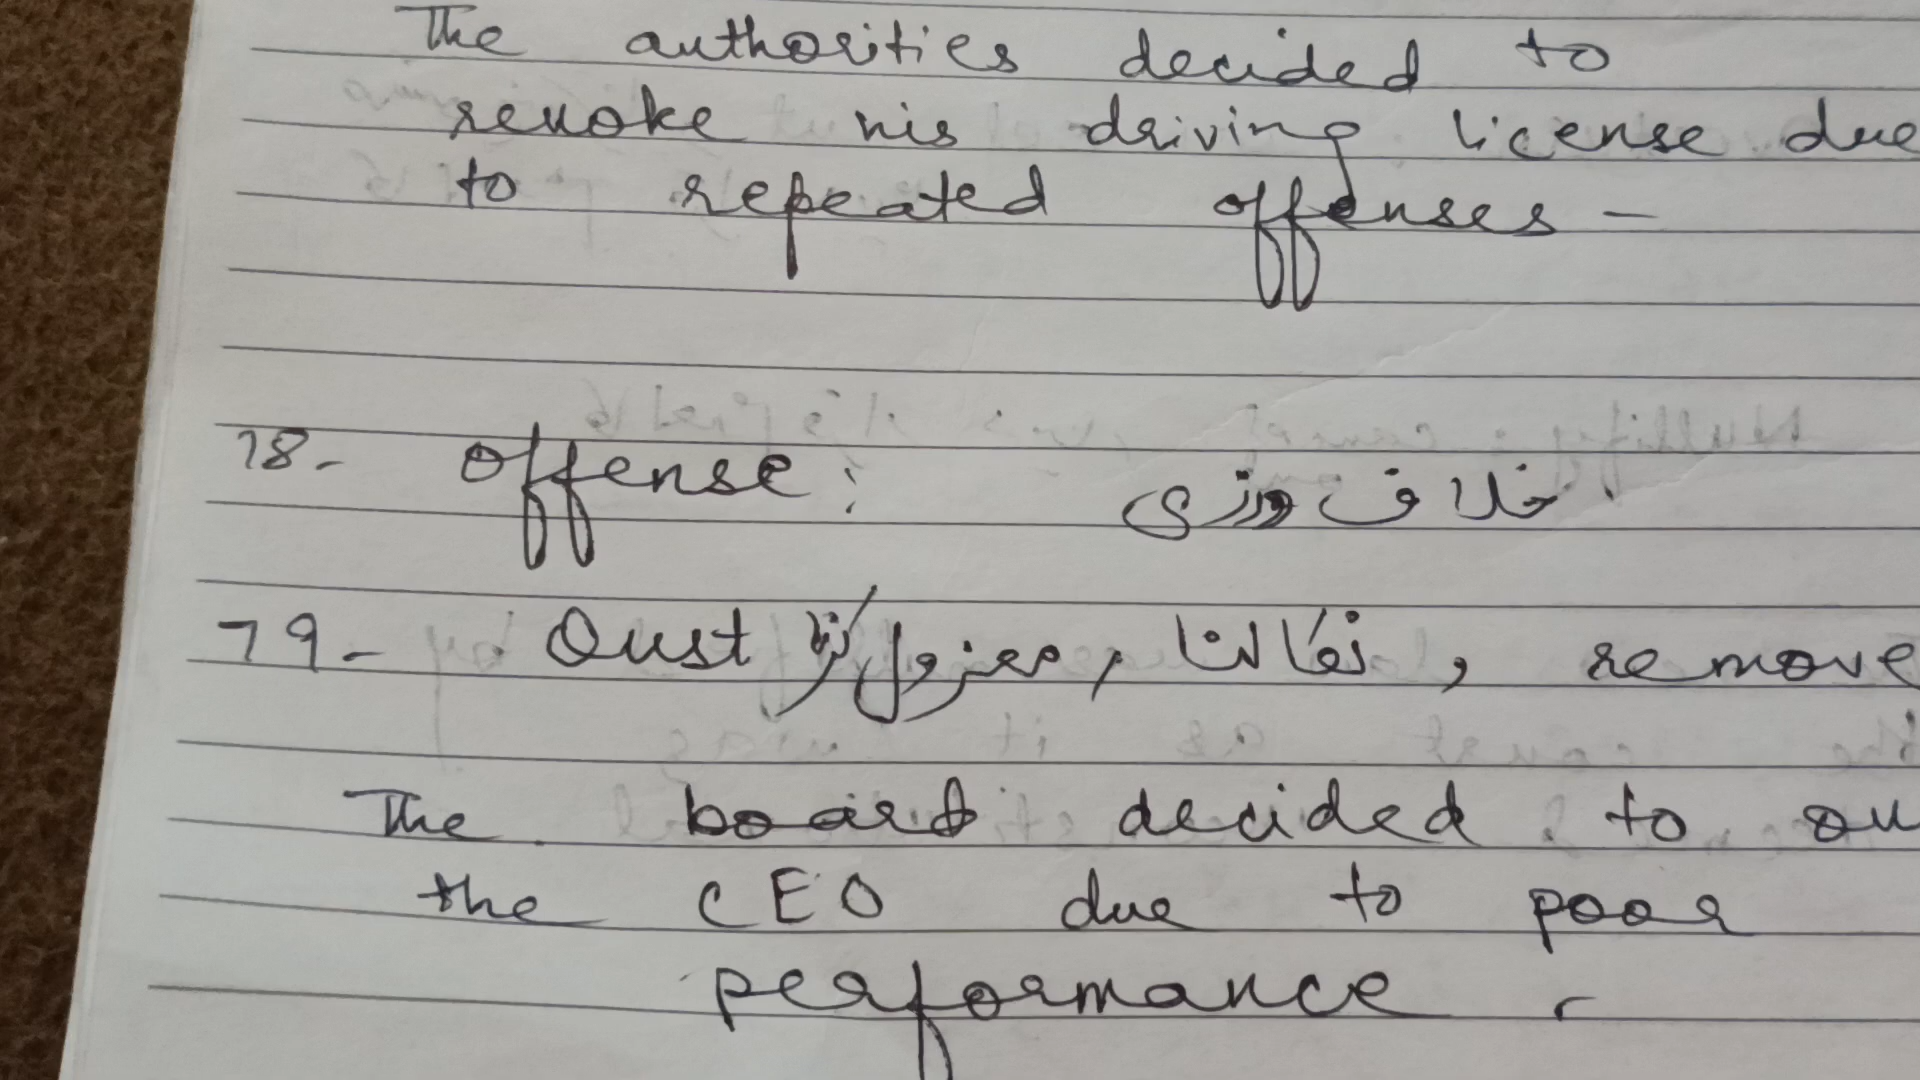 The authorities decided to
revoke his driving license due
to repeated offenses -
78- Offense: خلاف ورزی
79- Oust معزول کرنا, نکالنا, remove
The board decided to ou
the CEO due to poor
performance -